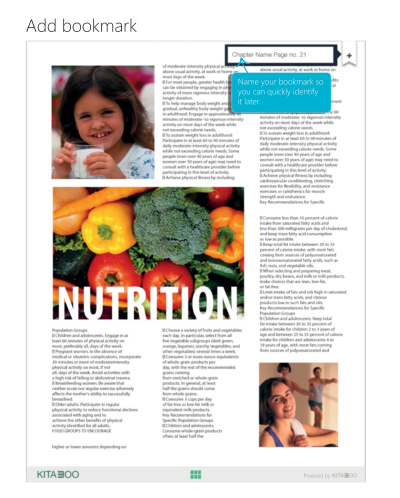 Add bookmark
Chapter Name Page no. 21
+
Name your bookmark so
you can quickly identify
it later.
of moderate-intensity physical
above usual activity, at work or home on
most days of the week.
For most people, greater health
can be obtained by engaging in
activity of more vigorous intensity
longer duration.
To help manage body weight and
gradual, unhealthy body weight
in adulthood: Engage in approximately 60
minutes of moderate- to vigorous-intensity
activity on most days of the week while
not exceeding calorie needs.
To sustain weight loss in adulthood:
Participate in at least 60 to 90 minutes of
daily moderate-intensity physical activity
while not exceeding calorie needs. Some
people (men over 40 years of age and
women over 50 years of age) may need to
consult with a healthcare provider before
participating in this level of activity.
Achieve physical fitness by including
above usual activity, at work or home on
minutes of moderate- to vigorous-intensity
activity on most days of the week while
not exceeding calorie needs.
To sustain weight loss in adulthood:
Participate in at least 60 to 90 minutes of
daily moderate-intensity physical activity
while not exceeding calorie needs. Some
people (men over 40 years of age and
women over 50 years of age) may need to
consult with a healthcare provider before
participating in this level of activity.
Achieve physical fitness by including
cardiovascular conditioning, stretching
exercises for flexibility, and resistance
exercises or calisthenics for muscle
strength and endurance.
Key Recommendations for Specific
Consume less than 10 percent of calorie
intake from saturated fatty acids and
less than 300 milligrams per day of cholesterol,
and keep trans fatty acid consumption
as low as possible.
Keep total fat intake between 20 to 35
percent of calorie intake, with most fats
coming from sources of polyunsaturated
and monounsaturated fatty acids, such as
fish, nuts, and vegetable oils.
When selecting and preparing meat,
poultry, dry beans, and milk or milk products,
make choices that are lean, low-fat,
or fat-free.
Limit intake of fats and oils high in saturated
and/or trans fatty acids, and choose
products low in such fats and oils.
Key Recommendations for Specific
Population Groups
Children and adolescents. Keep total
fat intake between 30 to 35 percent of
calorie intake for children 2 to 3 years of
age and between 25 to 35 percent of calorie
intake for children and adolescents 4 to
18 years of age, with most fats coming
from sources of polyunsaturated and
NUTRITION
Population Groups
Children and adolescents. Engage in at
least 60 minutes of physical activity on
most, preferably all, days of the week.
Pregnant women. In the absence of
medical or obstetric complications, incorporate
30 minutes or more of moderate-intensity
physical activity on most, if not
all, days of the week. Avoid activities with
a high risk of falling or abdominal trauma.
Breastfeeding women. Be aware that
neither acute nor regular exercise adversely
affects the mother's ability to successfully
breastfeed.
Older adults. Participate in regular
physical activity to reduce functional declines
associated with aging and to
achieve the other benefits of physical
activity identified for all adults.
FOOD GROUPS TO ENCOURAGE
higher or lower amounts depending on
Choose a variety of fruits and vegetables
each day. In particular, select from all
five vegetable subgroups (dark green,
orange, legumes, starchy vegetables, and
other vegetables) several times a week.
Consume 3 or more ounce-equivalents
of whole-grain products per
day, with the rest of the recommended
grains coming
from enriched or whole-grain
products. In general, at least
half the grains should come
from whole grains.
Consume 3 cups per day
of fat-free or low-fat milk or
equivalent milk products.
Key Recommendations for
Specific Population Groups
Children and adolescents.
Consume whole-grain products
often; at least half the
KITABOO
Powered by KITABOO